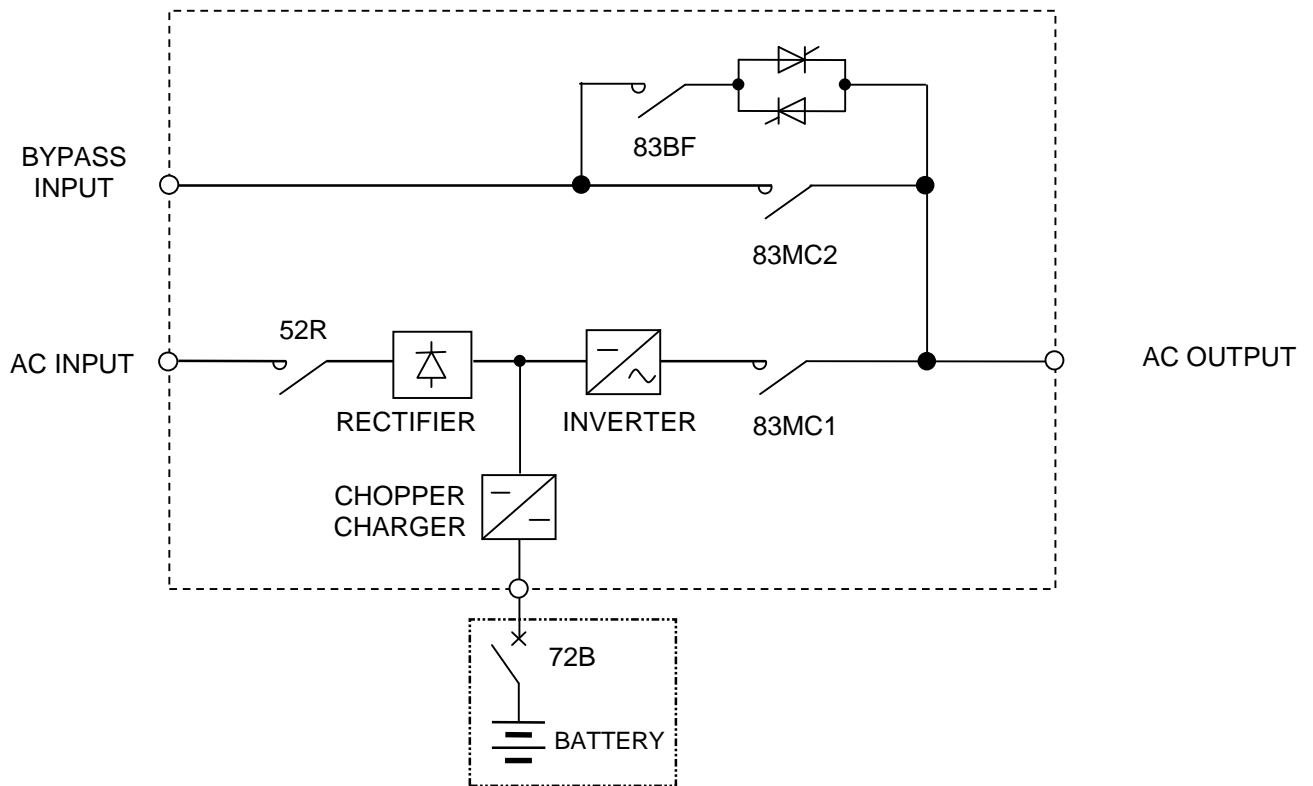 83BF
BYPASS
INPUT
83MC2
52R
AC INPUT
AC OUTPUT
RECTIFIER
INVERTER
83MC1
CHOPPER
CHARGER
72B
BATTERY